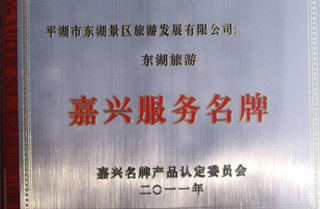 平湖市东湖景区旅游发展有限公司:
东湖旅游
嘉兴服务名牌
嘉兴名牌产品认定委员会
二〇一一年